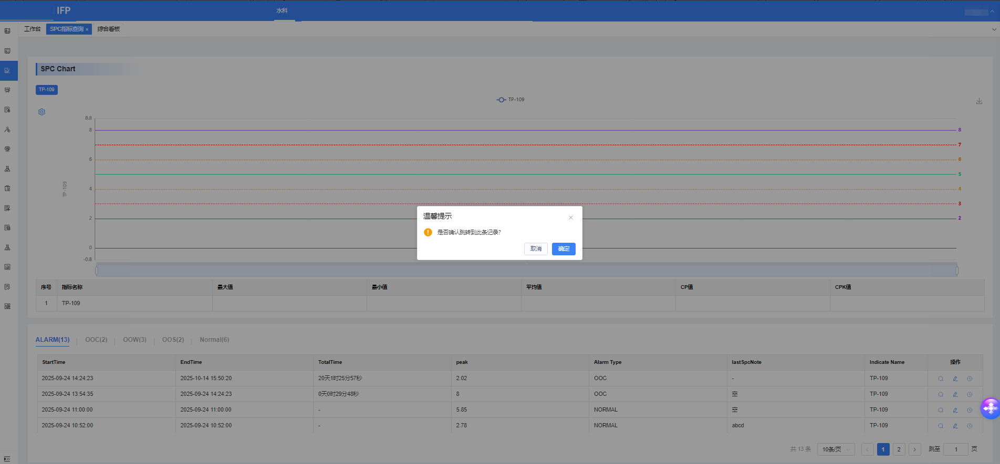 IFP
水科
工作台
SPC指标查询 ×
综合看板
SPC Chart
TP-109
TP-109
8.8
8
6
4
2
0
-0.8
TP-109
8
7
6
5
4
3
2
温馨提示
是否确认跳转到此条记录?
取消
确定
序号 指标名称 最大值 最小值 平均值 CP值 CPK值
1 TP-109
ALARM(13) OOC(2) OOW(3) OOS(2) Normal(6)
StartTime EndTime TotalTime peak Alarm Type lastSpcNote Indicate Name 操作
2025-09-24 14:24:23 2025-10-14 15:50:20 20天1时25分57秒 2.02 OOC - TP-109
2025-09-24 13:54:35 2025-09-24 14:24:23 0天0时29分48秒 8 OOC 空 TP-109
2025-09-24 11:00:00 2025-09-24 11:00:00 - 5.85 NORMAL 空 TP-109
2025-09-24 10:52:00 2025-09-24 10:52:00 - 2.78 NORMAL abcd TP-109
共 13 条 10条/页 1 2 跳至 1 页